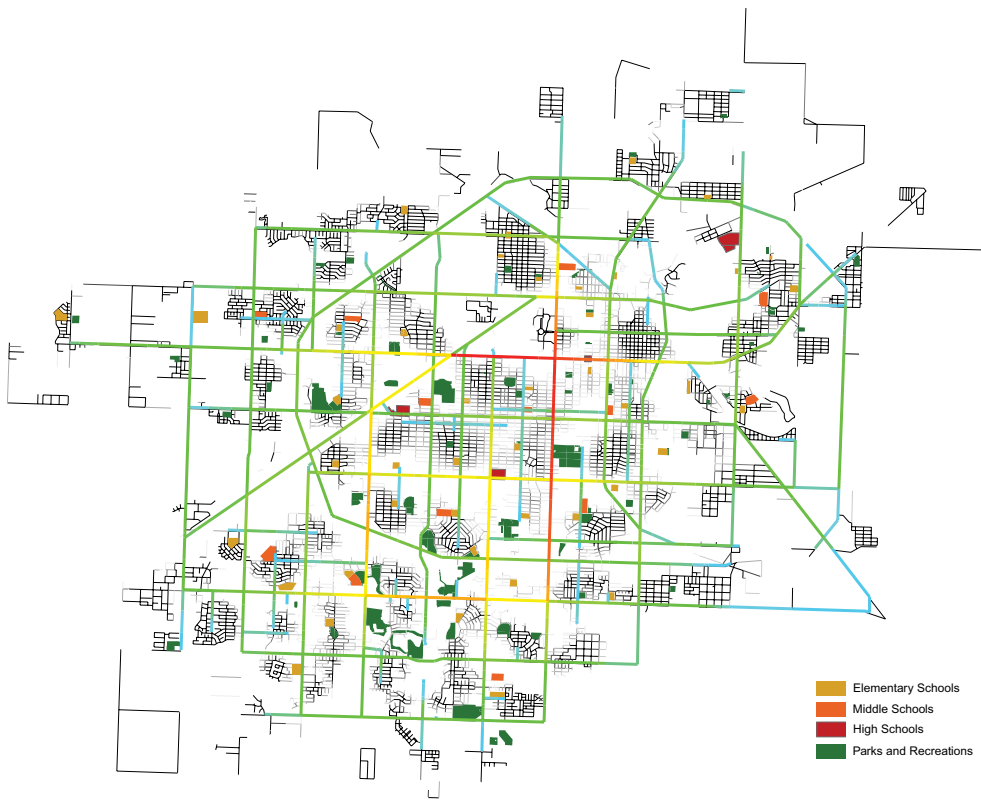 Elementary Schools
Middle Schools
High Schools
Parks and Recreations